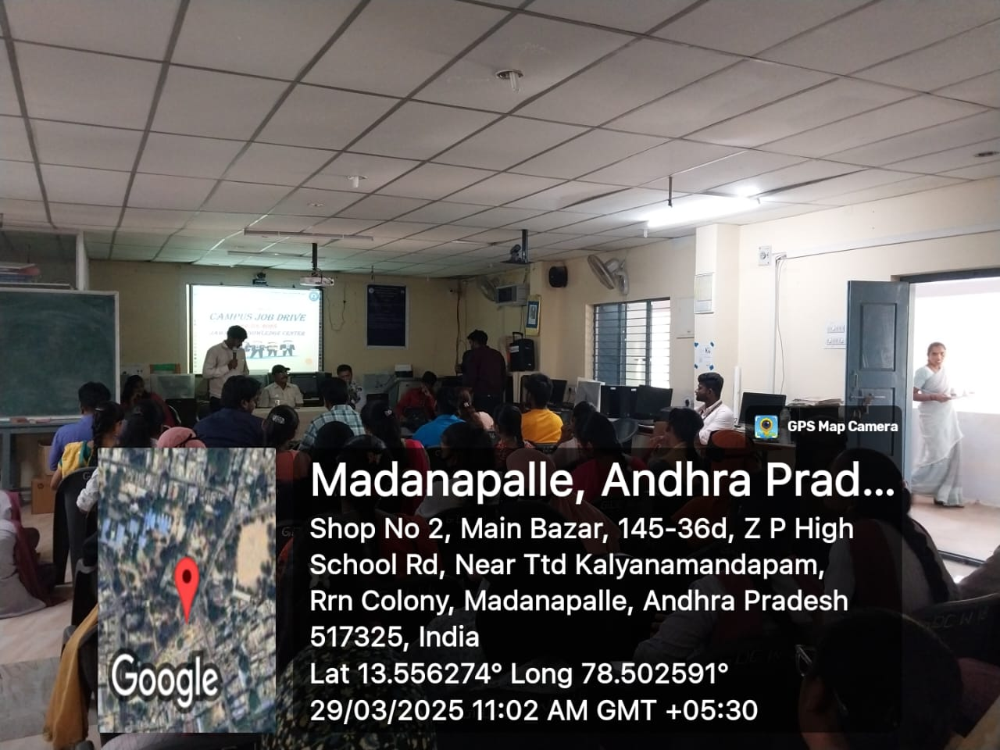 CAMPUS JOB DRIVE
KNOWLEDGE CENTER
GPS Map Camera
Madanapalle, Andhra Prad...
Shop No 2, Main Bazar, 145-36d, Z P High
School Rd, Near Ttd Kalyanamandapam,
Rrn Colony, Madanapalle, Andhra Pradesh
517325, India
Lat 13.556274° Long 78.502591°
29/03/2025 11:02 AM GMT +05:30
Google